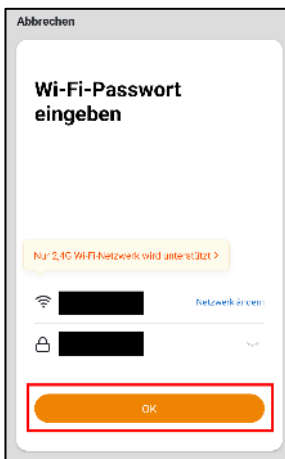 Abbrechen
Wi-Fi-Passwort
eingeben
Nur 2,4G Wi-Fi-Netzwerk wird unterstützt >
Netzwerk ändern
OK